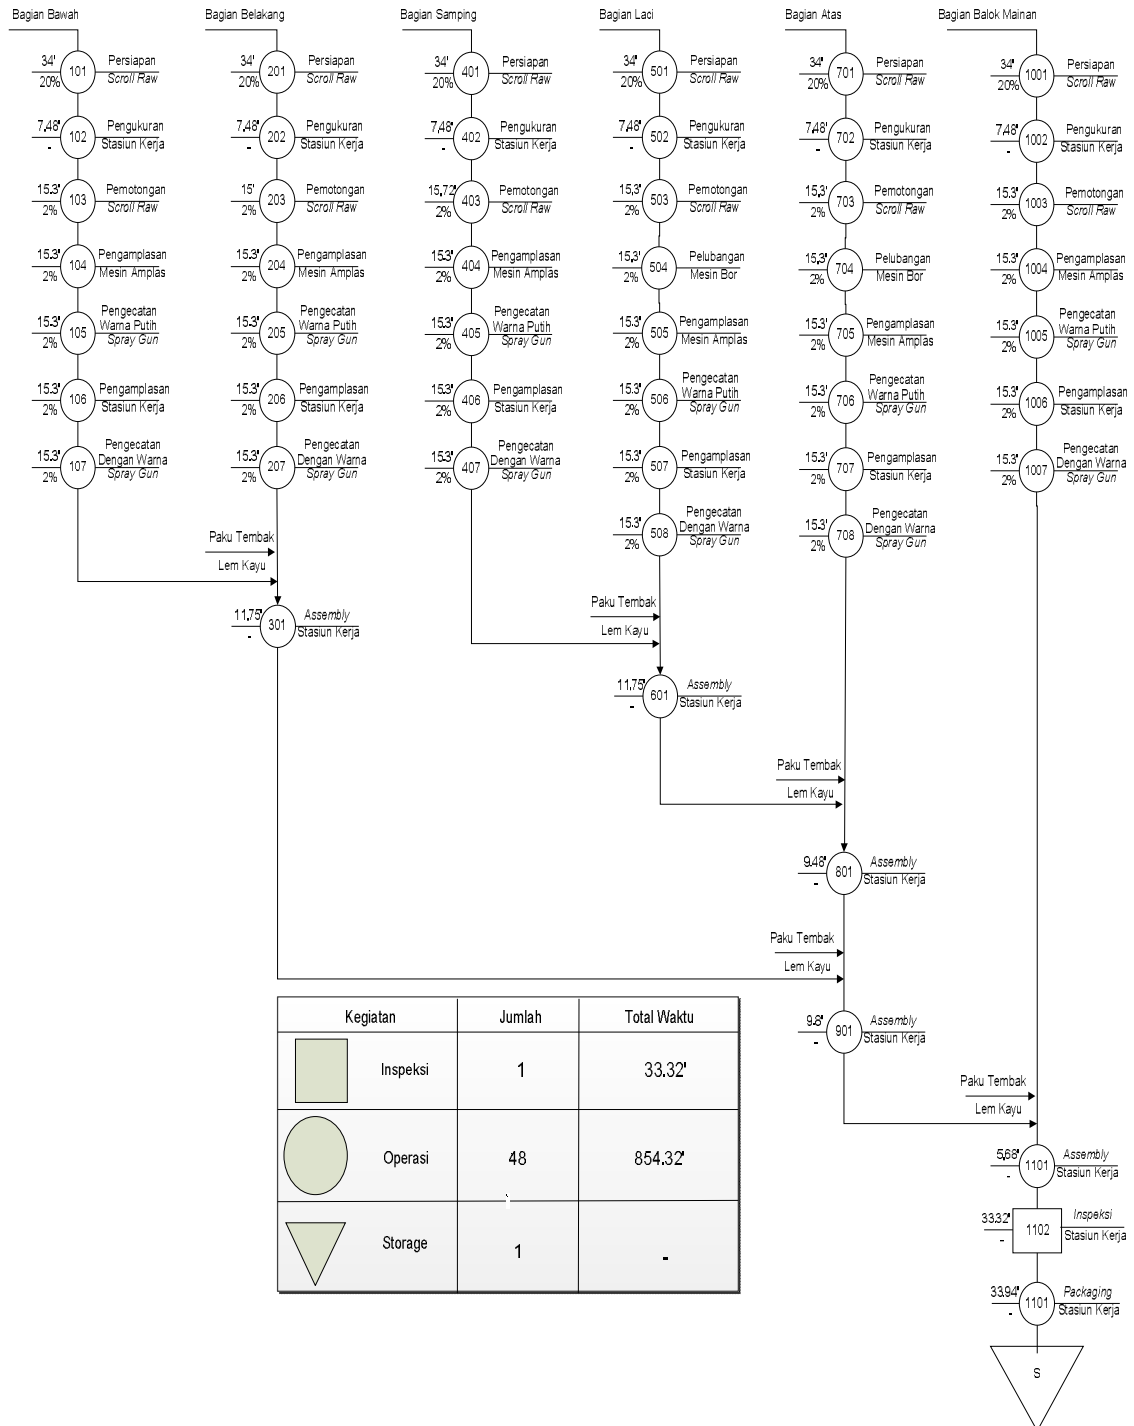 Bagian Bawah
34'
20%
101
Persiapan
Scroll Raw
7,48'
-
102
Pengukuran
Stasiun Kerja
15.3'
2%
103
Pemotongan
Scroll Raw
15.3'
2%
104
Pengamplasan
Mesin Amplas
15.3'
2%
105
Pengecatan
Warna Putih
Spray Gun
15.3'
2%
106
Pengamplasan
Stasiun Kerja
15.3'
2%
107
Pengecatan
Dengan Warna
Spray Gun
Bagian Belakang
34'
20%
201
Persiapan
Scroll Raw
7,48'
-
202
Pengukuran
Stasiun Kerja
15'
2%
203
Pemotongan
Scroll Raw
15.3'
2%
204
Pengamplasan
Mesin Amplas
15.3'
2%
205
Pengecatan
Warna Putih
Spray Gun
15.3'
2%
206
Pengamplasan
Stasiun Kerja
15.3'
2%
207
Pengecatan
Dengan Warna
Spray Gun
Paku Tembak
Lem Kayu
11.75'
-
301
Assembly
Stasiun Kerja
Bagian Samping
34'
20%
401
Persiapan
Scroll Raw
7,48'
-
402
Pengukuran
Stasiun Kerja
15.72'
2%
403
Pemotongan
Scroll Raw
15.3'
2%
404
Pengamplasan
Mesin Amplas
15.3'
2%
405
Pengecatan
Warna Putih
Spray Gun
15.3'
2%
406
Pengamplasan
Stasiun Kerja
15.3'
2%
407
Pengecatan
Dengan Warna
Spray Gun
Bagian Laci
34'
20%
501
Persiapan
Scroll Raw
7,48'
-
502
Pengukuran
Stasiun Kerja
15,3'
2%
503
Pemotongan
Scroll Raw
15,3'
2%
504
Pelubangan
Mesin Bor
15.3'
2%
505
Pengamplasan
Mesin Amplas
15.3'
2%
506
Pengecatan
Warna Putih
Spray Gun
15.3'
2%
507
Pengamplasan
Stasiun Kerja
15.3'
2%
508
Pengecatan
Dengan Warna
Spray Gun
Paku Tembak
Lem Kayu
11,75'
-
601
Assembly
Stasiun Kerja
Bagian Atas
34'
20%
701
Persiapan
Scroll Raw
7,48'
-
702
Pengukuran
Stasiun Kerja
15.3'
2%
703
Pemotongan
Scroll Raw
15.3'
2%
704
Pelubangan
Mesin Bor
15.3'
2%
705
Pengamplasan
Mesin Amplas
15.3'
2%
706
Pengecatan
Warna Putih
Spray Gun
15.3'
2%
707
Pengamplasan
Stasiun Kerja
15.3'
2%
708
Pengecatan
Dengan Warna
Spray Gun
Paku Tembak
Lem Kayu
9.48'
-
801
Assembly
Stasiun Kerja
Paku Tembak
Lem Kayu
9.8'
-
901
Assembly
Stasiun Kerja
Bagian Balok Mainan
34'
20%
1001
Persiapan
Scroll Raw
7,48'
-
1002
Pengukuran
Stasiun Kerja
15.3'
2%
1003
Pemotongan
Scroll Raw
15.3'
2%
1004
Pengamplasan
Mesin Amplas
15.3'
2%
1005
Pengecatan
Warna Putih
Spray Gun
15.3'
2%
1006
Pengamplasan
Stasiun Kerja
15.3'
2%
1007
Pengecatan
Dengan Warna
Spray Gun
Paku Tembak
Lem Kayu
5.68'
-
1101
Assembly
Stasiun Kerja
33.32'
-
1102
Inspeksi
Stasiun Kerja
33.94'
-
1101
Packaging
Stasiun Kerja
S
Kegiatan Jumlah Total Waktu
Inspeksi 1 33.32'
Operasi 48 854.32'
Storage 1 -